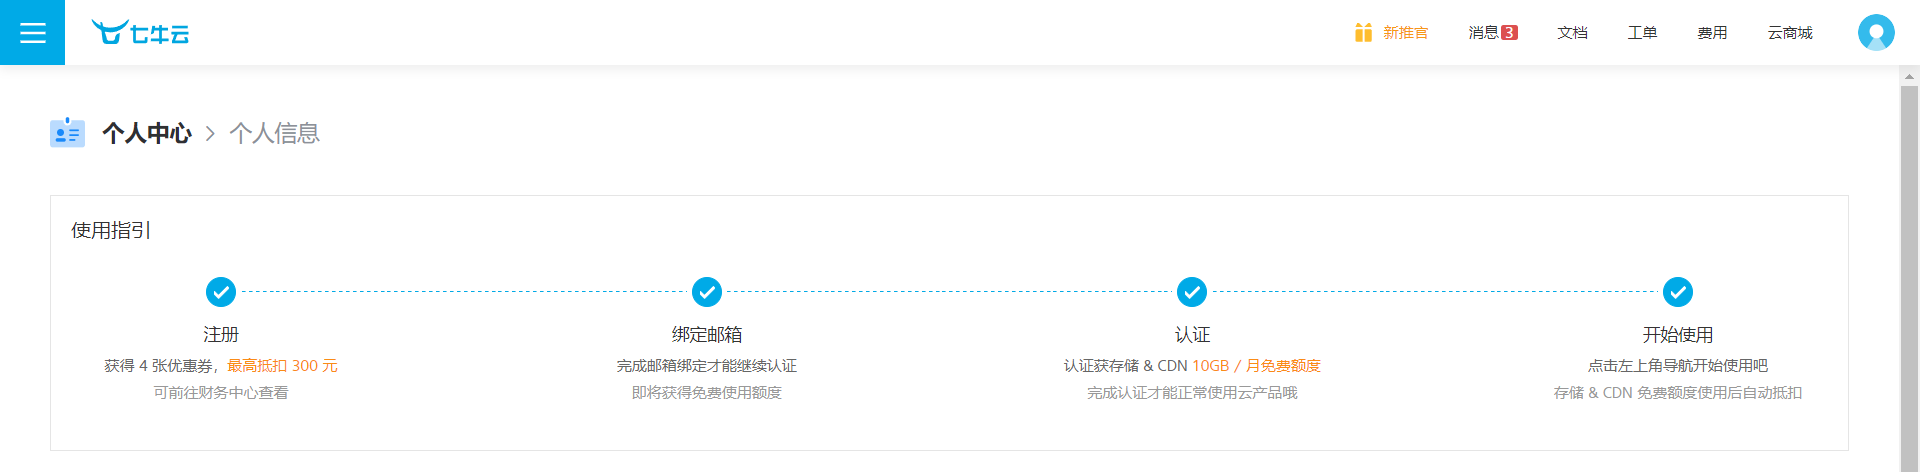 七牛云
新推官
消息 3
文档
工单
费用
云商城
个人中心 > 个人信息
使用指引
注册
获得 4 张优惠券，最高抵扣 300 元
可前往财务中心查看
绑定邮箱
完成邮箱绑定才能继续认证
即将获得免费使用额度
认证
认证获存储 & CDN 10GB / 月免费额度
完成认证才能正常使用云产品哦
开始使用
点击左上角导航开始使用吧
存储 & CDN 免费额度使用后自动抵扣